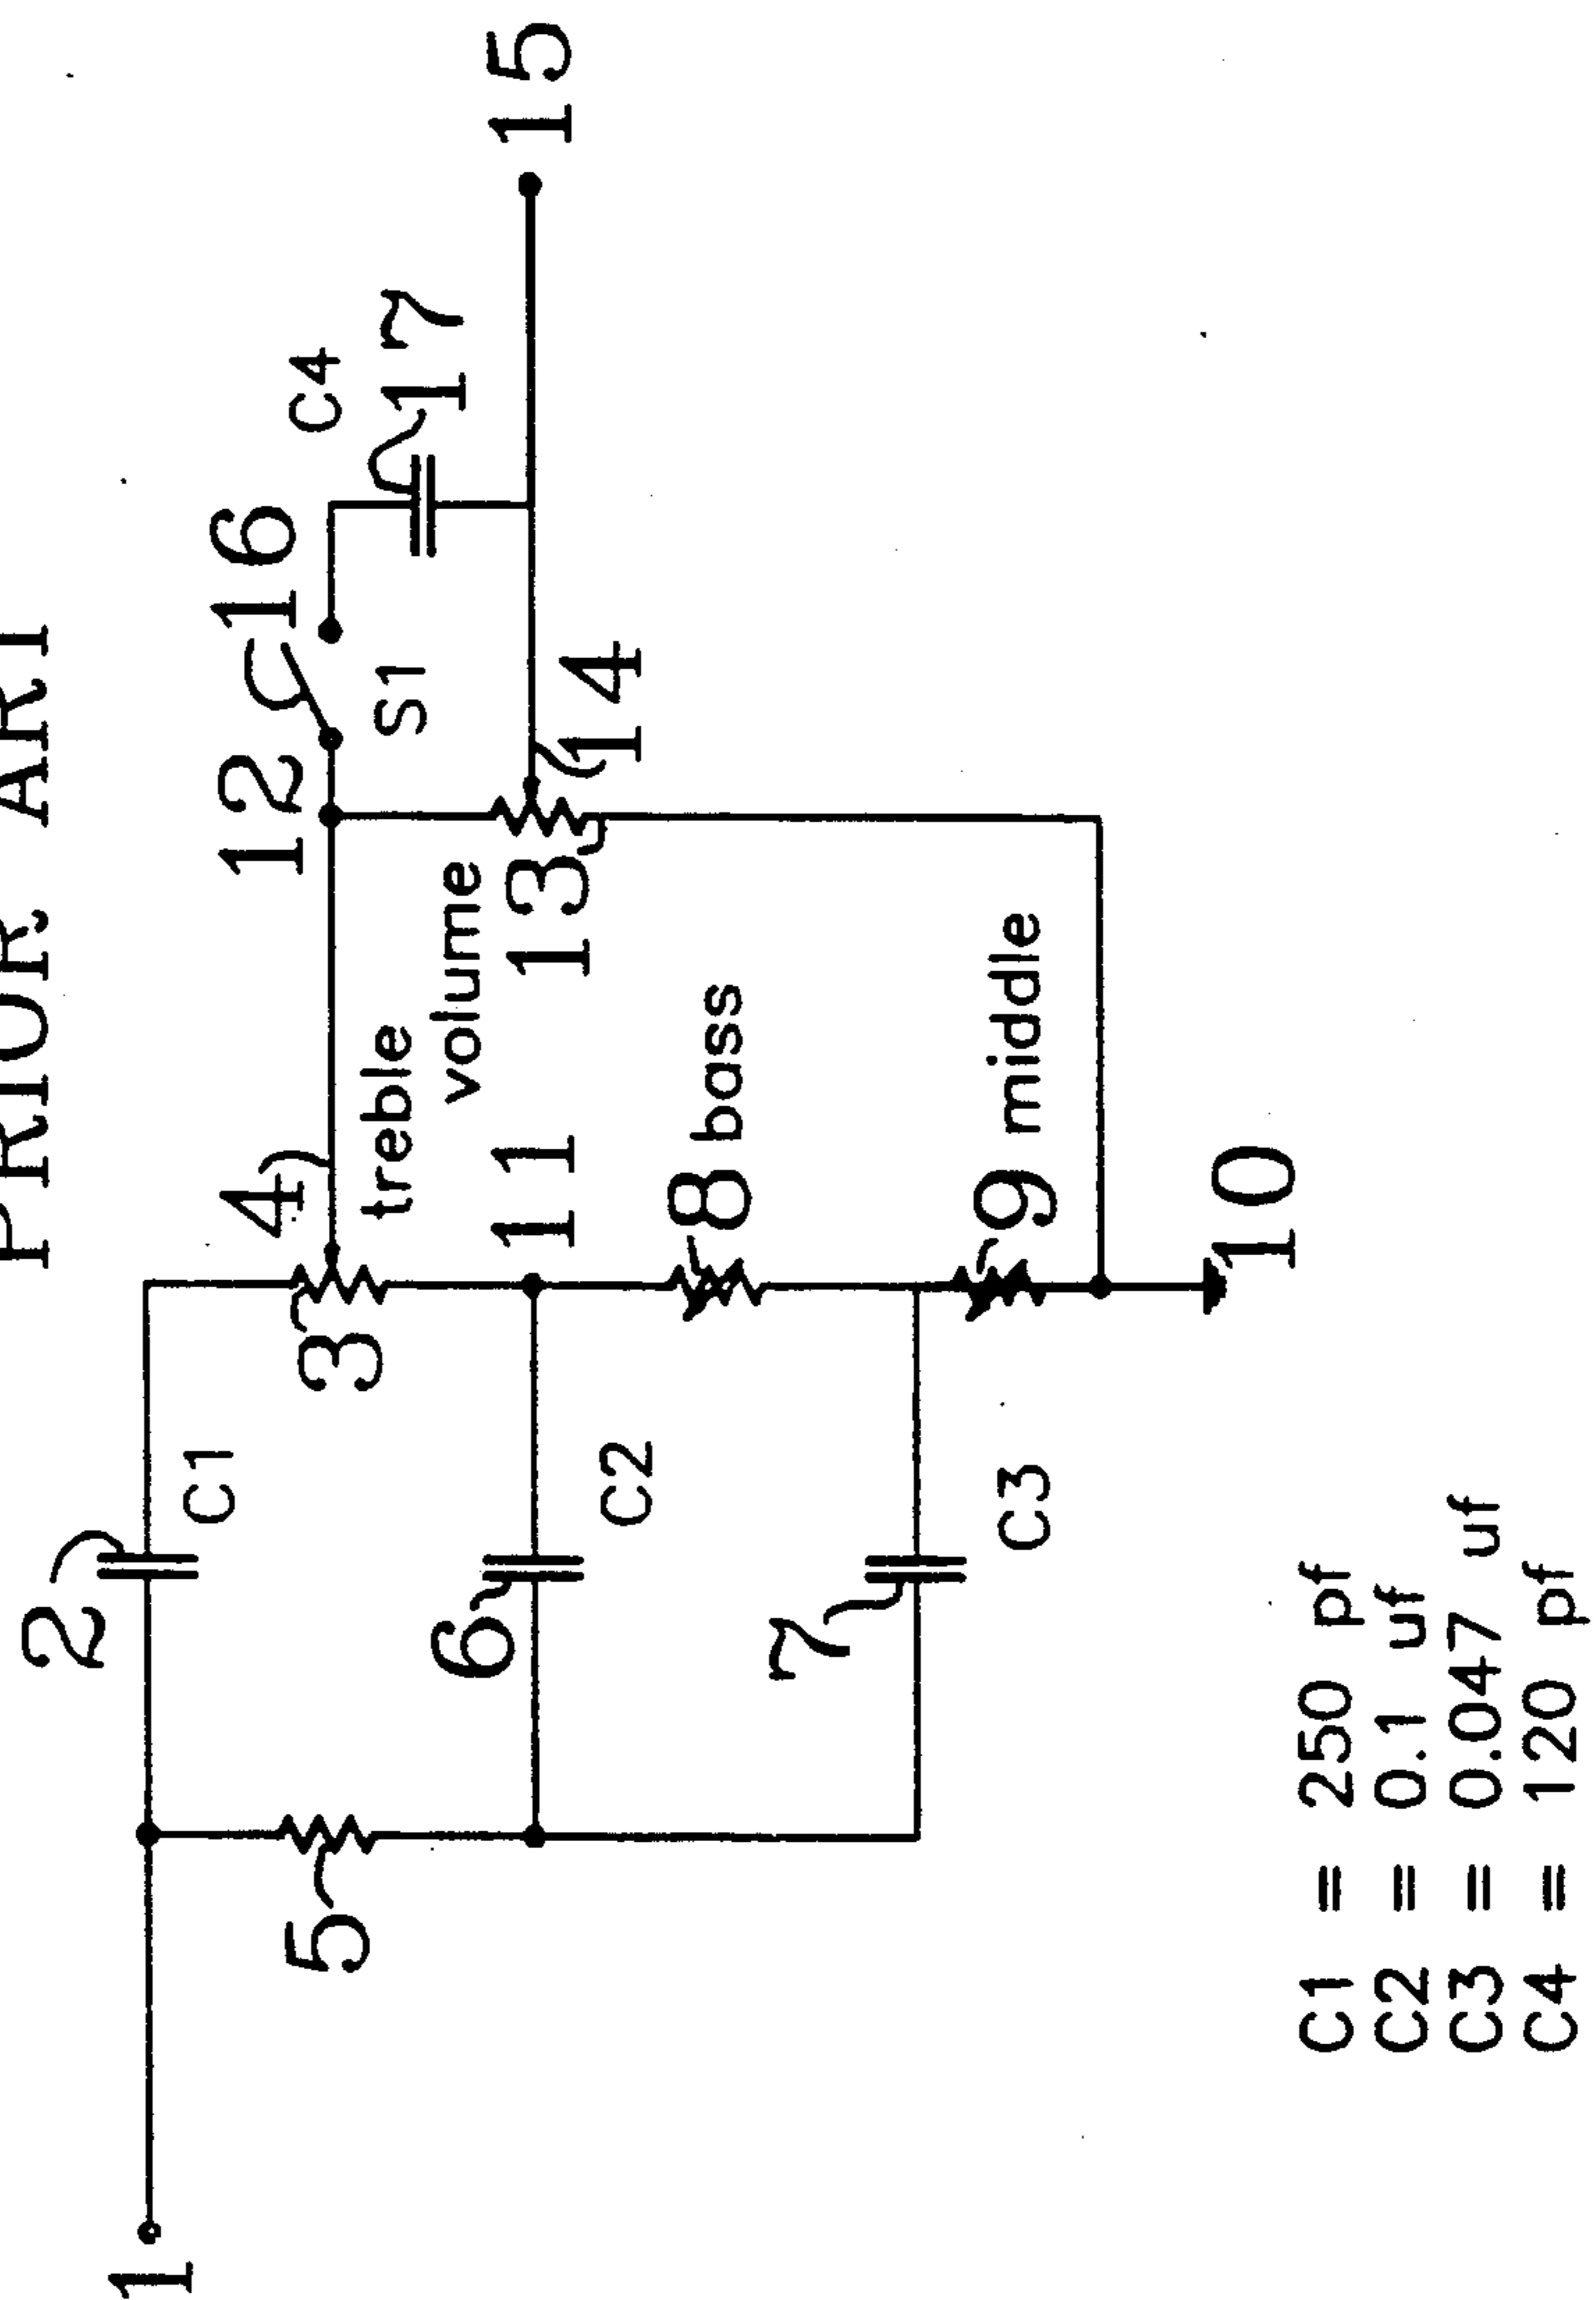 PRIOR ART
1
2
C1
3
4
12
16
S1
C4
17
15
5
treble
volume
13
14
6
C2
11
8 bass
7
C3
9 middle
10
C1 = 250 pf
C2 = 0.1 uf
C3 = 0.047 uf
C4 = 120 pf